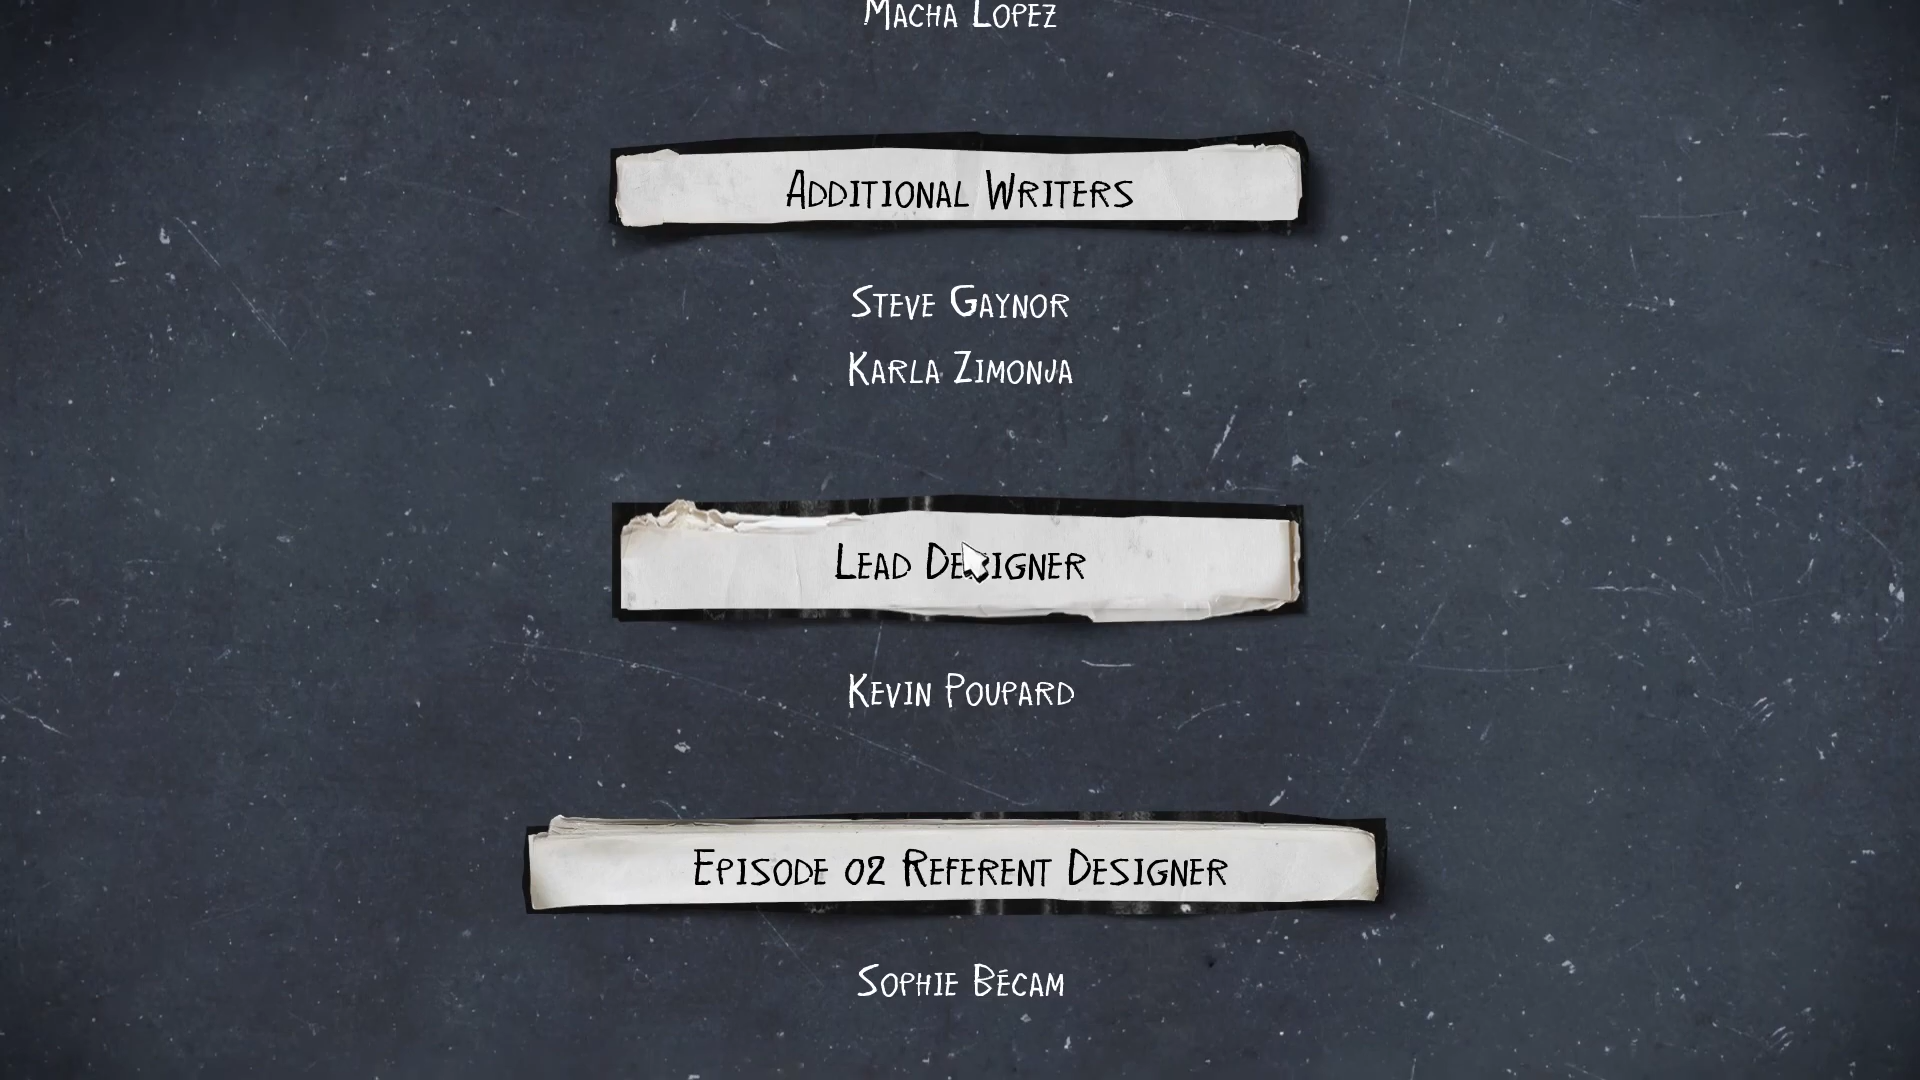 Macha Lopez
Additional Writers
Steve Gaynor
Karla Zimonja
Lead Designer
Kevin Poupard
Episode 02 Referent Designer
Sophie Bécam